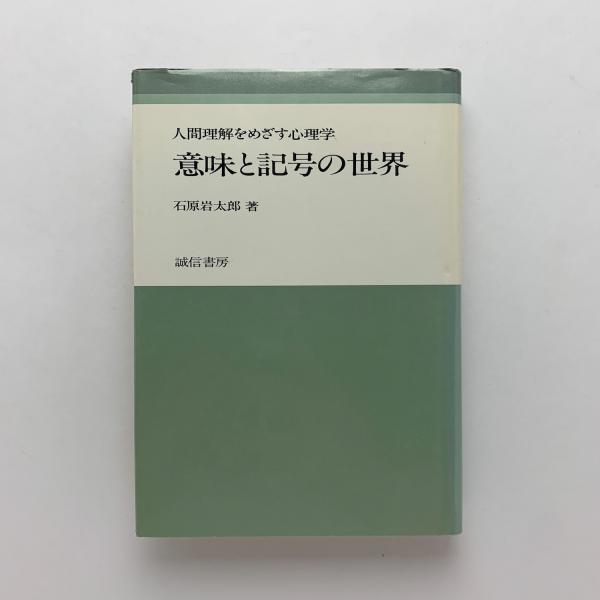 人間理解をめざす心理学
意味と記号の世界
石原岩太郎 著
誠信書房